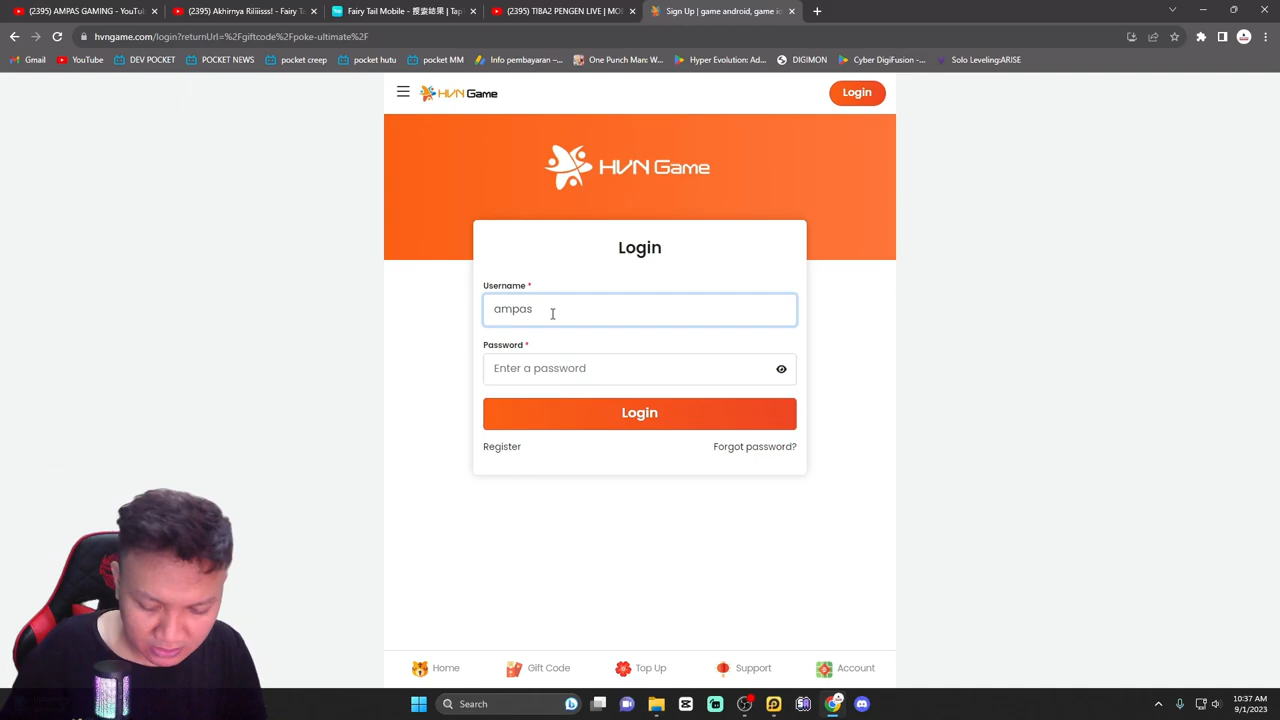 (2395) AMPAS GAMING - YouTu
(2395) Akhirnya Riiiiisss! - Fairy T
Fairy Tail Mobile - 搜索結果 | Tap
(2395) TIBA2 PENGEN LIVE | MO
Sign Up | game android, game io
hvngame.com/login?returnUrl=%2Fgiftcode%2Fpoke-ultimate%2F
Gmail
YouTube
DEV POCKET
POCKET NEWS
pocket creep
pocket hutu
pocket MM
Info pembayaran –...
One Punch Man: W...
Hyper Evolution: Ad...
DIGIMON
Cyber DigiFusion –...
Solo Leveling:ARISE
HVN Game
Login
HVN Game
Login
Username *
ampas
Password *
Enter a password
Login
Register
Forgot password?
Home
Gift Code
Top Up
Support
Account
Search
10:37 AM
9/1/2023